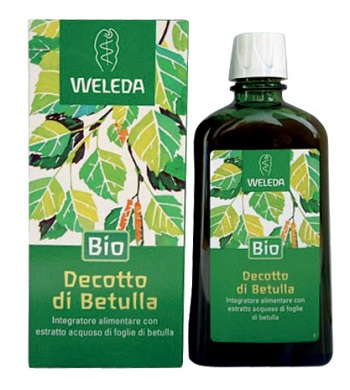 WELEDA
Bio
Decotto
di Betulla
Integratore alimentare con
estratto acquoso di foglie di betulla
WELEDA
Bio
Decotto
di Betulla
Integratore alimentare con
estratto acquoso di foglie
di betulla